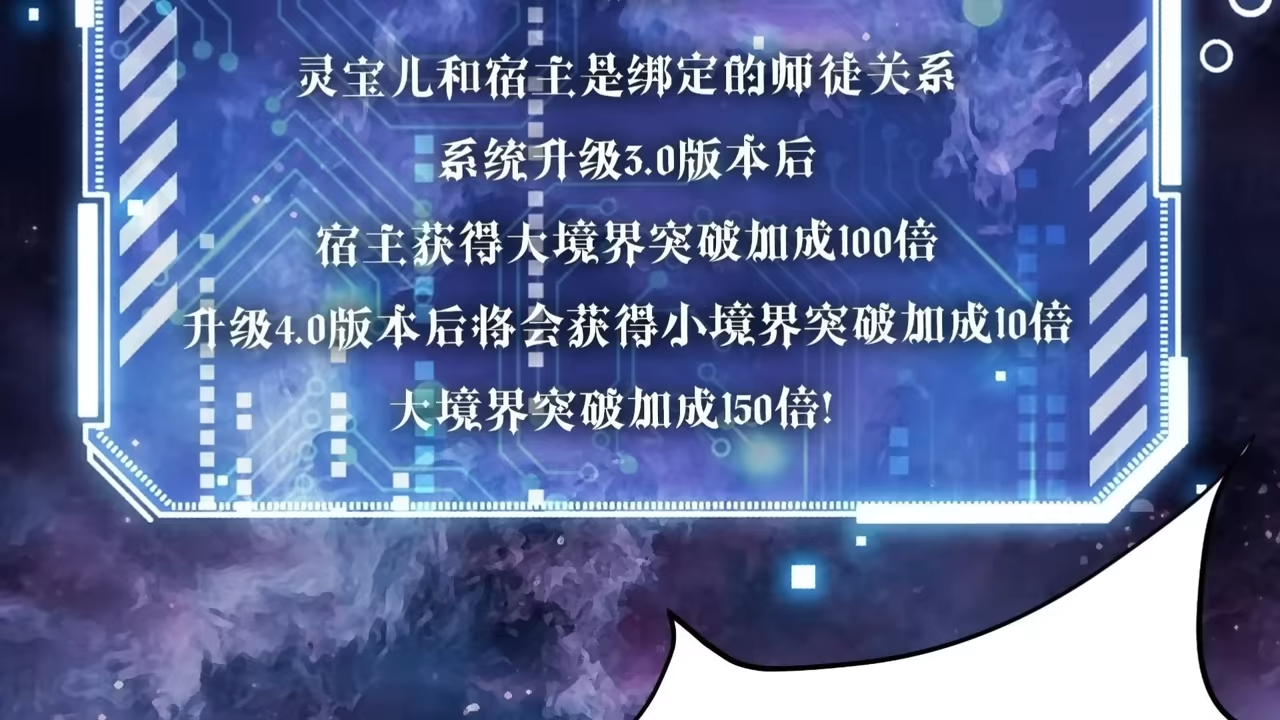 灵宝儿和宿主是绑定的师徒关系
系统升级3.0版本后
宿主获得大境界突破加成100倍
升级4.0版本后将会获得小境界突破加成10倍
大境界突破加成150倍!